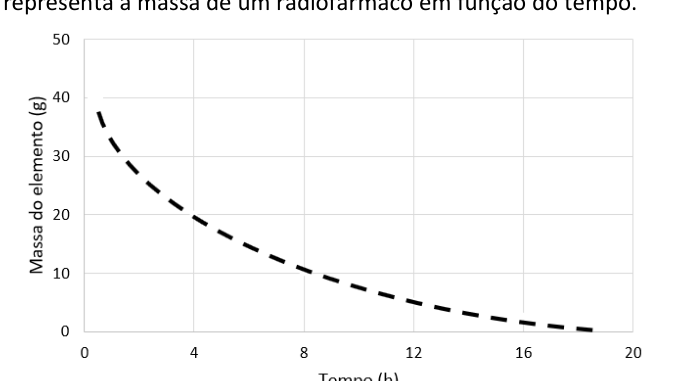 representa a massa de um radiofármaco em função do tempo.
50
40
30
20
10
0
Massa do elemento (g)
0 4 8 12 16 20
Tempo (h)